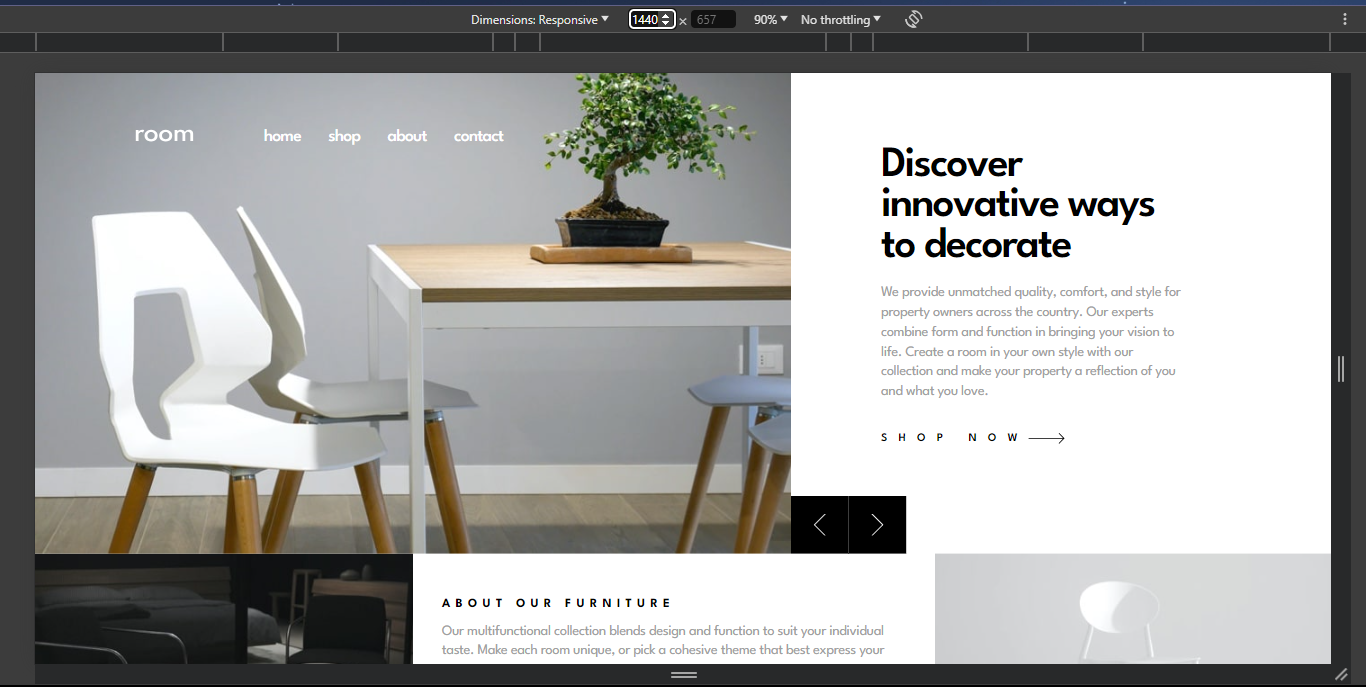 Dimensions: Responsive 1440 × 657 90% No throttling
room home shop about contact
Discover
innovative ways
to decorate
We provide unmatched quality, comfort, and style for
property owners across the country. Our experts
combine form and function in bringing your vision to
life. Create a room in your own style with our
collection and make your property a reflection of you
and what you love.
SHOP NOW
ABOUT OUR FURNITURE
Our multifunctional collection blends design and function to suit your individual
taste. Make each room unique, or pick a cohesive theme that best express your